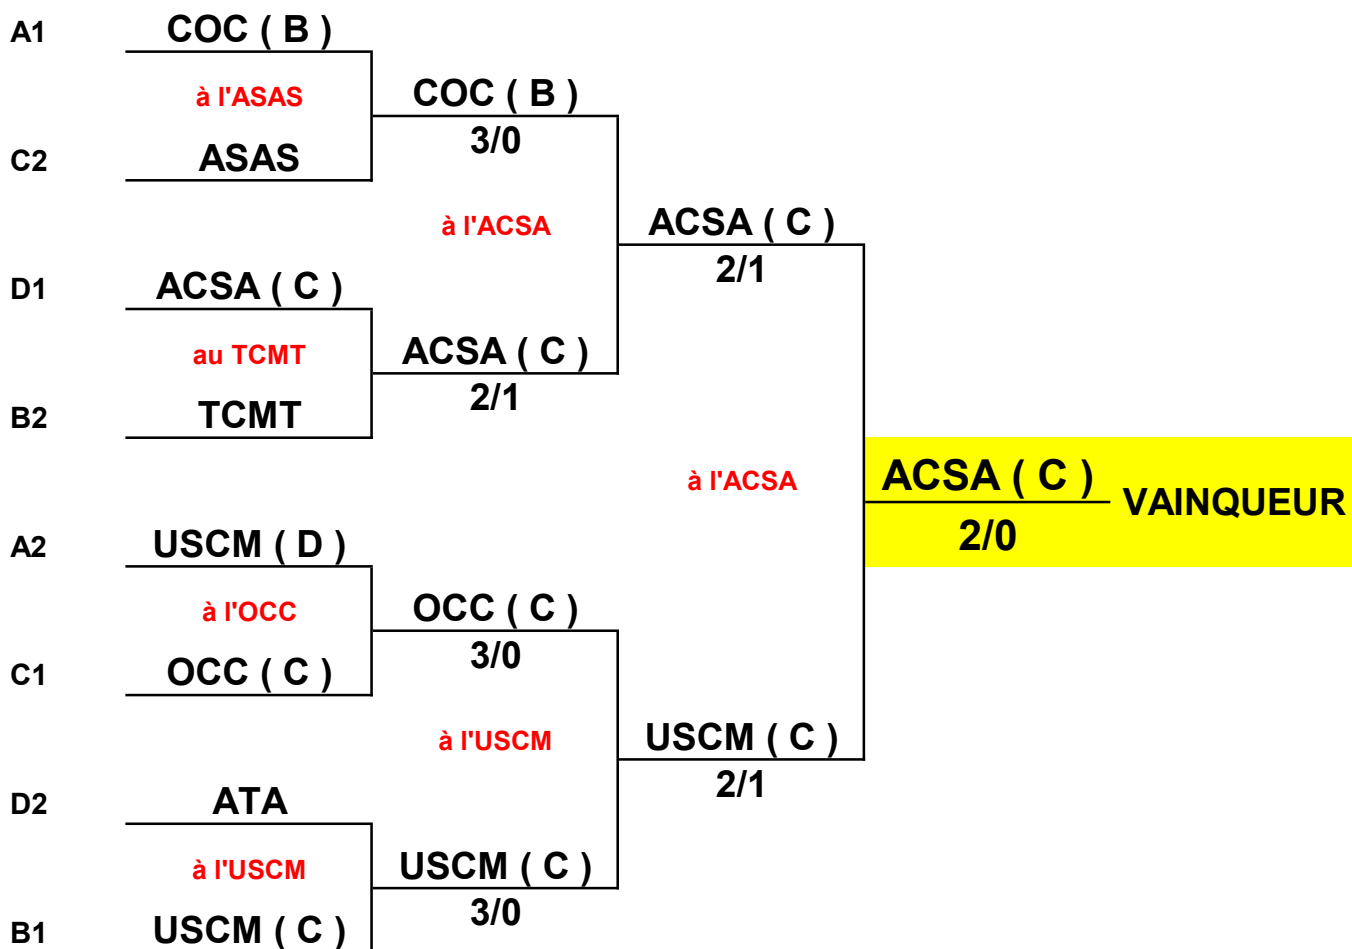 A1 COC ( B )
à l'ASAS
COC ( B )
3/0
C2 ASAS
à l'ACSA
ACSA ( C )
2/1
D1 ACSA ( C )
au TCMT
ACSA ( C )
2/1
B2 TCMT
à l'ACSA
ACSA ( C )
2/0
VAINQUEUR
A2 USCM ( D )
à l'OCC
OCC ( C )
3/0
C1 OCC ( C )
à l'USCM
USCM ( C )
2/1
D2 ATA
à l'USCM
USCM ( C )
3/0
B1 USCM ( C )